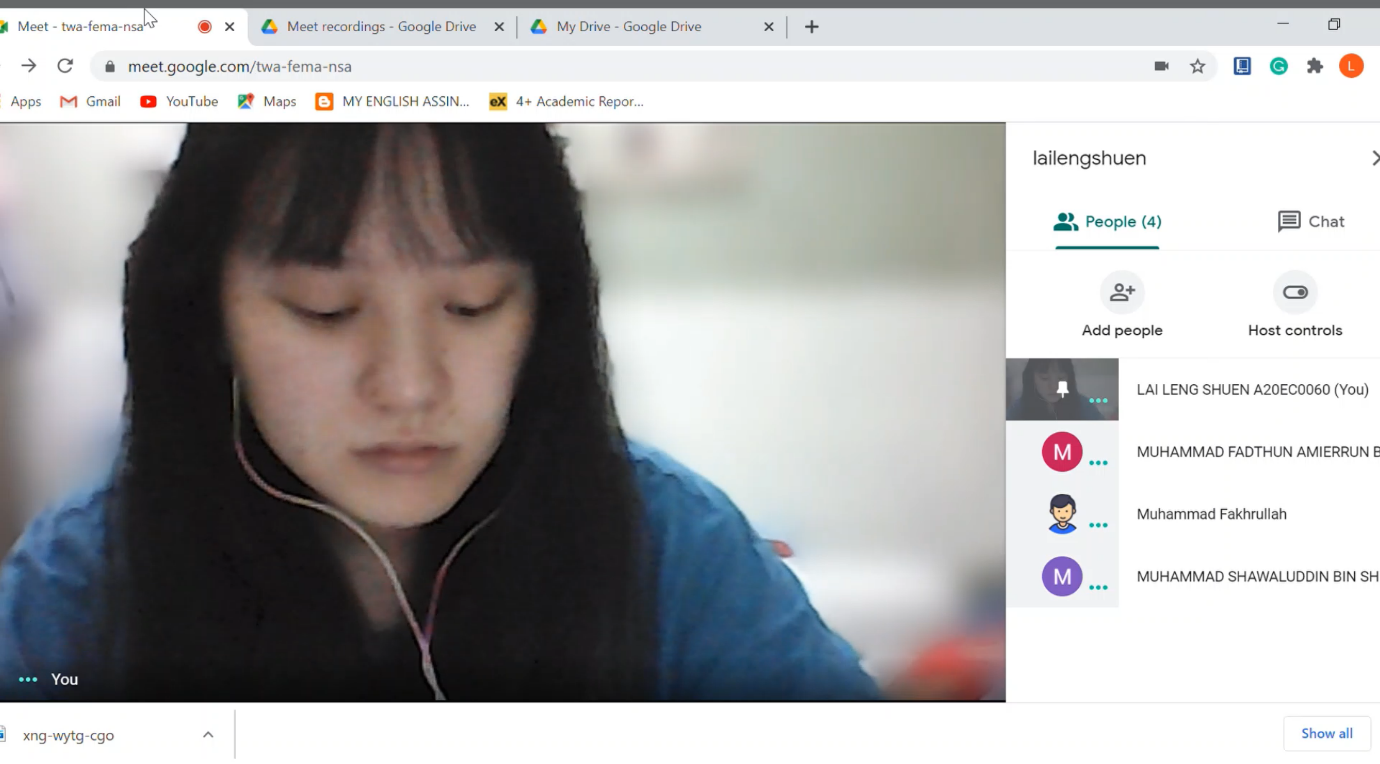 Meet - twa-fema-nsa
Meet recordings - Google Drive
My Drive - Google Drive
meet.google.com/twa-fema-nsa
L
Apps
Gmail
YouTube
Maps
MY ENGLISH ASSIN...
eX
4+ Academic Repor...
lailengshuen
People (4)
Chat
Add people
Host controls
LAI LENG SHUEN A20EC0060 (You)
M
MUHAMMAD FADTHUN AMIERRUN B
Muhammad Fakhrullah
M
MUHAMMAD SHAWALUDDIN BIN SH
You
xng-wytg-cgo
Show all